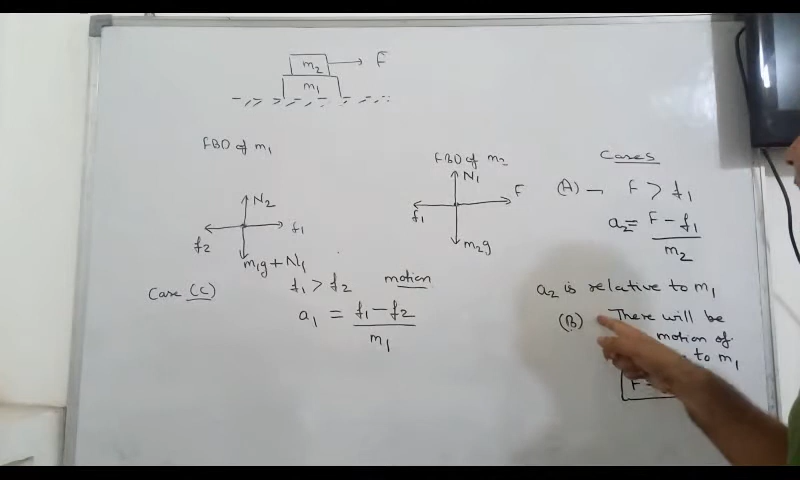 m₂ F
m₁
FBD of m₁
N₂
f₂ f₁
m₁g + N₁
FBD of m₂
N₁
F
f₁
m₂g
Case (C)
f₁ > f₂ motion
a₁ = f₁ - f₂
m₁
Cases
(A) → F > f₁
a₂ = F - f₁
m₂
a₂ is relative to m₁
(B) There will be
motion of
to m₁
F